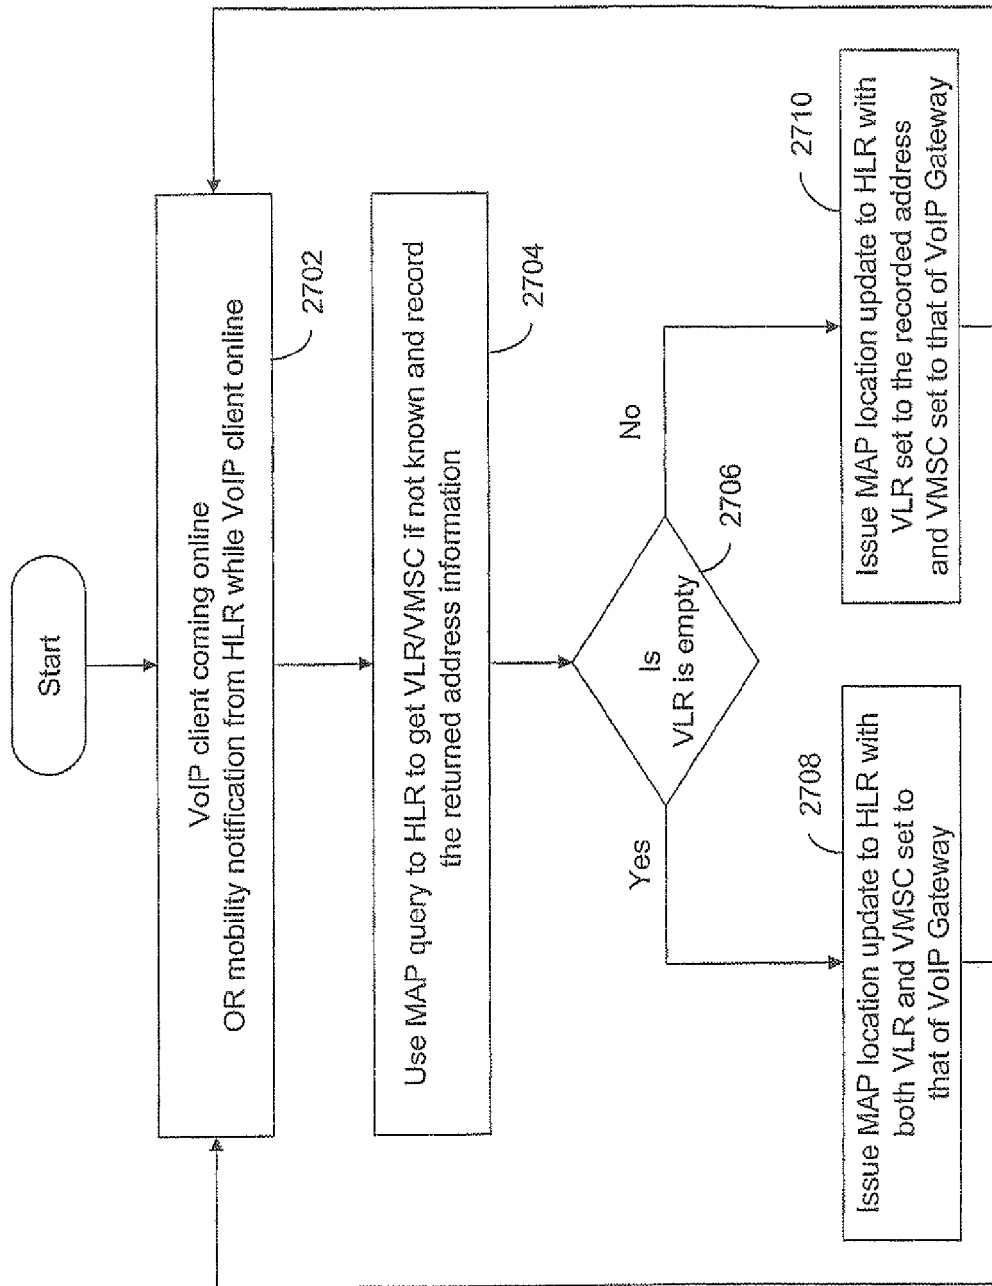 Start
VoIP client coming online
OR mobility notification from HLR while VoIP client online
2702
Use MAP query to HLR to get VLR/VMSC if not known and record
the returned address information
2704
Is
VLR is empty
2706
Yes
No
2708
Issue MAP location update to HLR with
both VLR and VMSC set to
that of VoIP Gateway
2710
Issue MAP location update to HLR with
VLR set to the recorded address
and VMSC set to that of VoIP Gateway